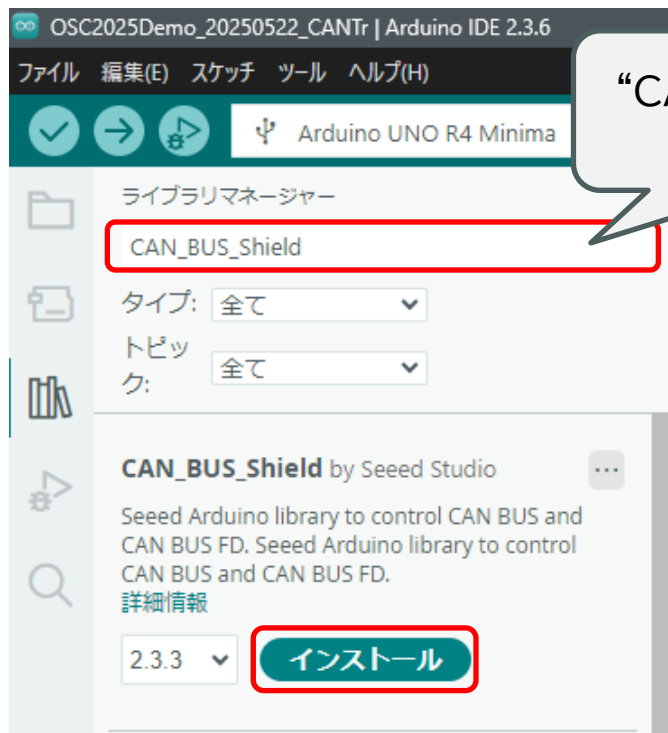 OSC2025Demo_20250522_CANTr | Arduino IDE 2.3.6
ファイル 編集(E) スケッチ ツール ヘルプ(H)
“CA
Arduino UNO R4 Minima
ライブラリマネージャー
CAN_BUS_Shield
タイプ: 全て
トピッ
ク:
全て
CAN_BUS_Shield by Seeed Studio
Seeed Arduino library to control CAN BUS and
CAN BUS FD. Seeed Arduino library to control
CAN BUS and CAN BUS FD.
詳細情報
2.3.3 インストール